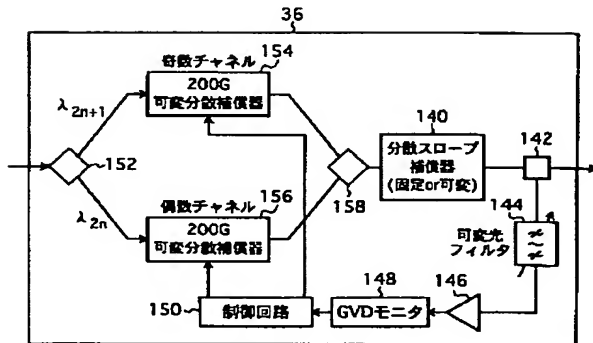 36
奇数チャネル
154
200G
可変分散補償器
λ2n+1
152
λ2n
偶数チャネル
156
200G
可変分散補償器
158
140
分散スロープ
補償器
(固定or可変)
142
144
可変光
フィルタ
146
148
GVDモニタ
150
制御回路